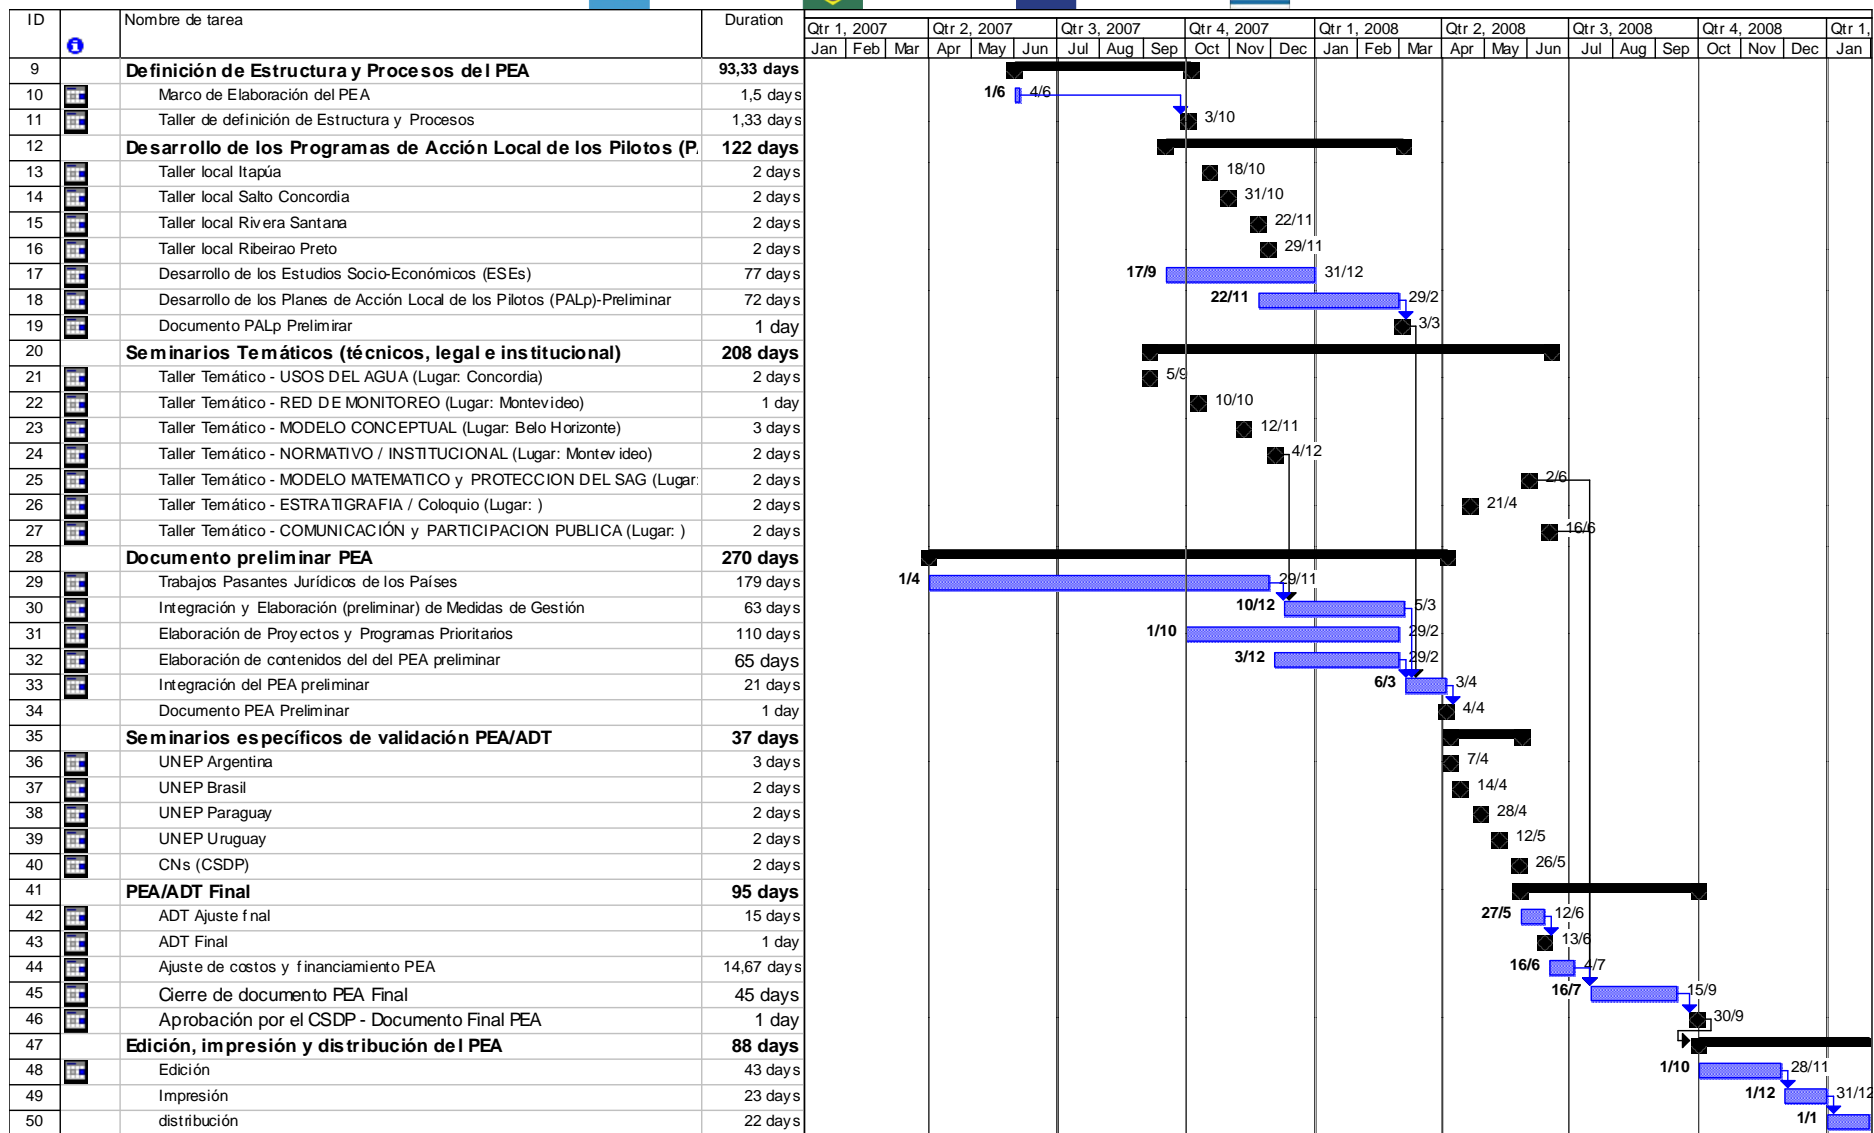 ID Nombre de tarea Duration Qtr 1, 2007 Qtr 2, 2007 Qtr 3, 2007 Qtr 4, 2007 Qtr 1, 2008 Qtr 2, 2008 Qtr 3, 2008 Qtr 4, 2008 Qtr 1,
Jan Feb Mar Apr May Jun Jul Aug Sep Oct Nov Dec Jan Feb Mar Apr May Jun Jul Aug Sep Oct Nov Dec Jan
9 Definición de Estructura y Procesos del PEA 93,33 days
10 Marco de Elaboración del PEA 1,5 days 1/6 4/6
11 Taller de definición de Estructura y Procesos 1,33 days 3/10
12 Desarrollo de los Programas de Acción Local de los Pilotos (P 122 days
13 Taller local Itapúa 2 days 18/10
14 Taller local Salto Concordia 2 days 31/10
15 Taller local Rivera Santana 2 days 22/11
16 Taller local Ribeirao Preto 2 days 29/11
17 Desarrollo de los Estudios Socio-Económicos (ESEs) 77 days 17/9 31/12
18 Desarrollo de los Planes de Acción Local de los Pilotos (PALp)-Preliminar 72 days 22/11 29/2
19 Documento PALp Prelimirar 1 day 3/3
20 Seminarios Temáticos (técnicos, legal e institucional) 208 days
21 Taller Temático - USOS DEL AGUA (Lugar: Concordia) 2 days 5/9
22 Taller Temático - RED DE MONITOREO (Lugar: Montevideo) 1 day 10/10
23 Taller Temático - MODELO CONCEPTUAL (Lugar: Belo Horizonte) 3 days 12/11
24 Taller Temático - NORMATIVO / INSTITUCIONAL (Lugar: Montevideo) 2 days 4/12
25 Taller Temático - MODELO MATEMATICO y PROTECCION DEL SAG (Lugar: 2 days 2/6
26 Taller Temático - ESTRATIGRAFIA / Coloquio (Lugar: ) 2 days 21/4
27 Taller Temático - COMUNICACIÓN y PARTICIPACION PUBLICA (Lugar: ) 2 days 16/6
28 Documento preliminar PEA 270 days
29 Trabajos Pasantes Jurídicos de los Países 179 days 1/4 29/11
30 Integración y Elaboración (preliminar) de Medidas de Gestión 63 days 10/12 5/3
31 Elaboración de Proyectos y Programas Prioritarios 110 days 1/10 29/2
32 Elaboración de contenidos del del PEA preliminar 65 days 3/12 29/2
33 Integración del PEA preliminar 21 days 6/3 3/4
34 Documento PEA Preliminar 1 day 4/4
35 Seminarios específicos de validación PEA/ADT 37 days
36 UNEP Argentina 3 days 7/4
37 UNEP Brasil 2 days 14/4
38 UNEP Paraguay 2 days 28/4
39 UNEP Uruguay 2 days 12/5
40 CNs (CSDP) 2 days 26/5
41 PEA/ADT Final 95 days
42 ADT Ajuste fnal 15 days 27/5 12/6
43 ADT Final 1 day 13/6
44 Ajuste de costos y financiamiento PEA 14,67 days 16/6 4/7
45 Cierre de documento PEA Final 45 days 16/7 15/9
46 Aprobación por el CSDP - Documento Final PEA 1 day 30/9
47 Edición, impresión y distribución del PEA 88 days
48 Edición 43 days 1/10 28/11
49 Impresión 23 days 1/12 31/12
50 distribución 22 days 1/1